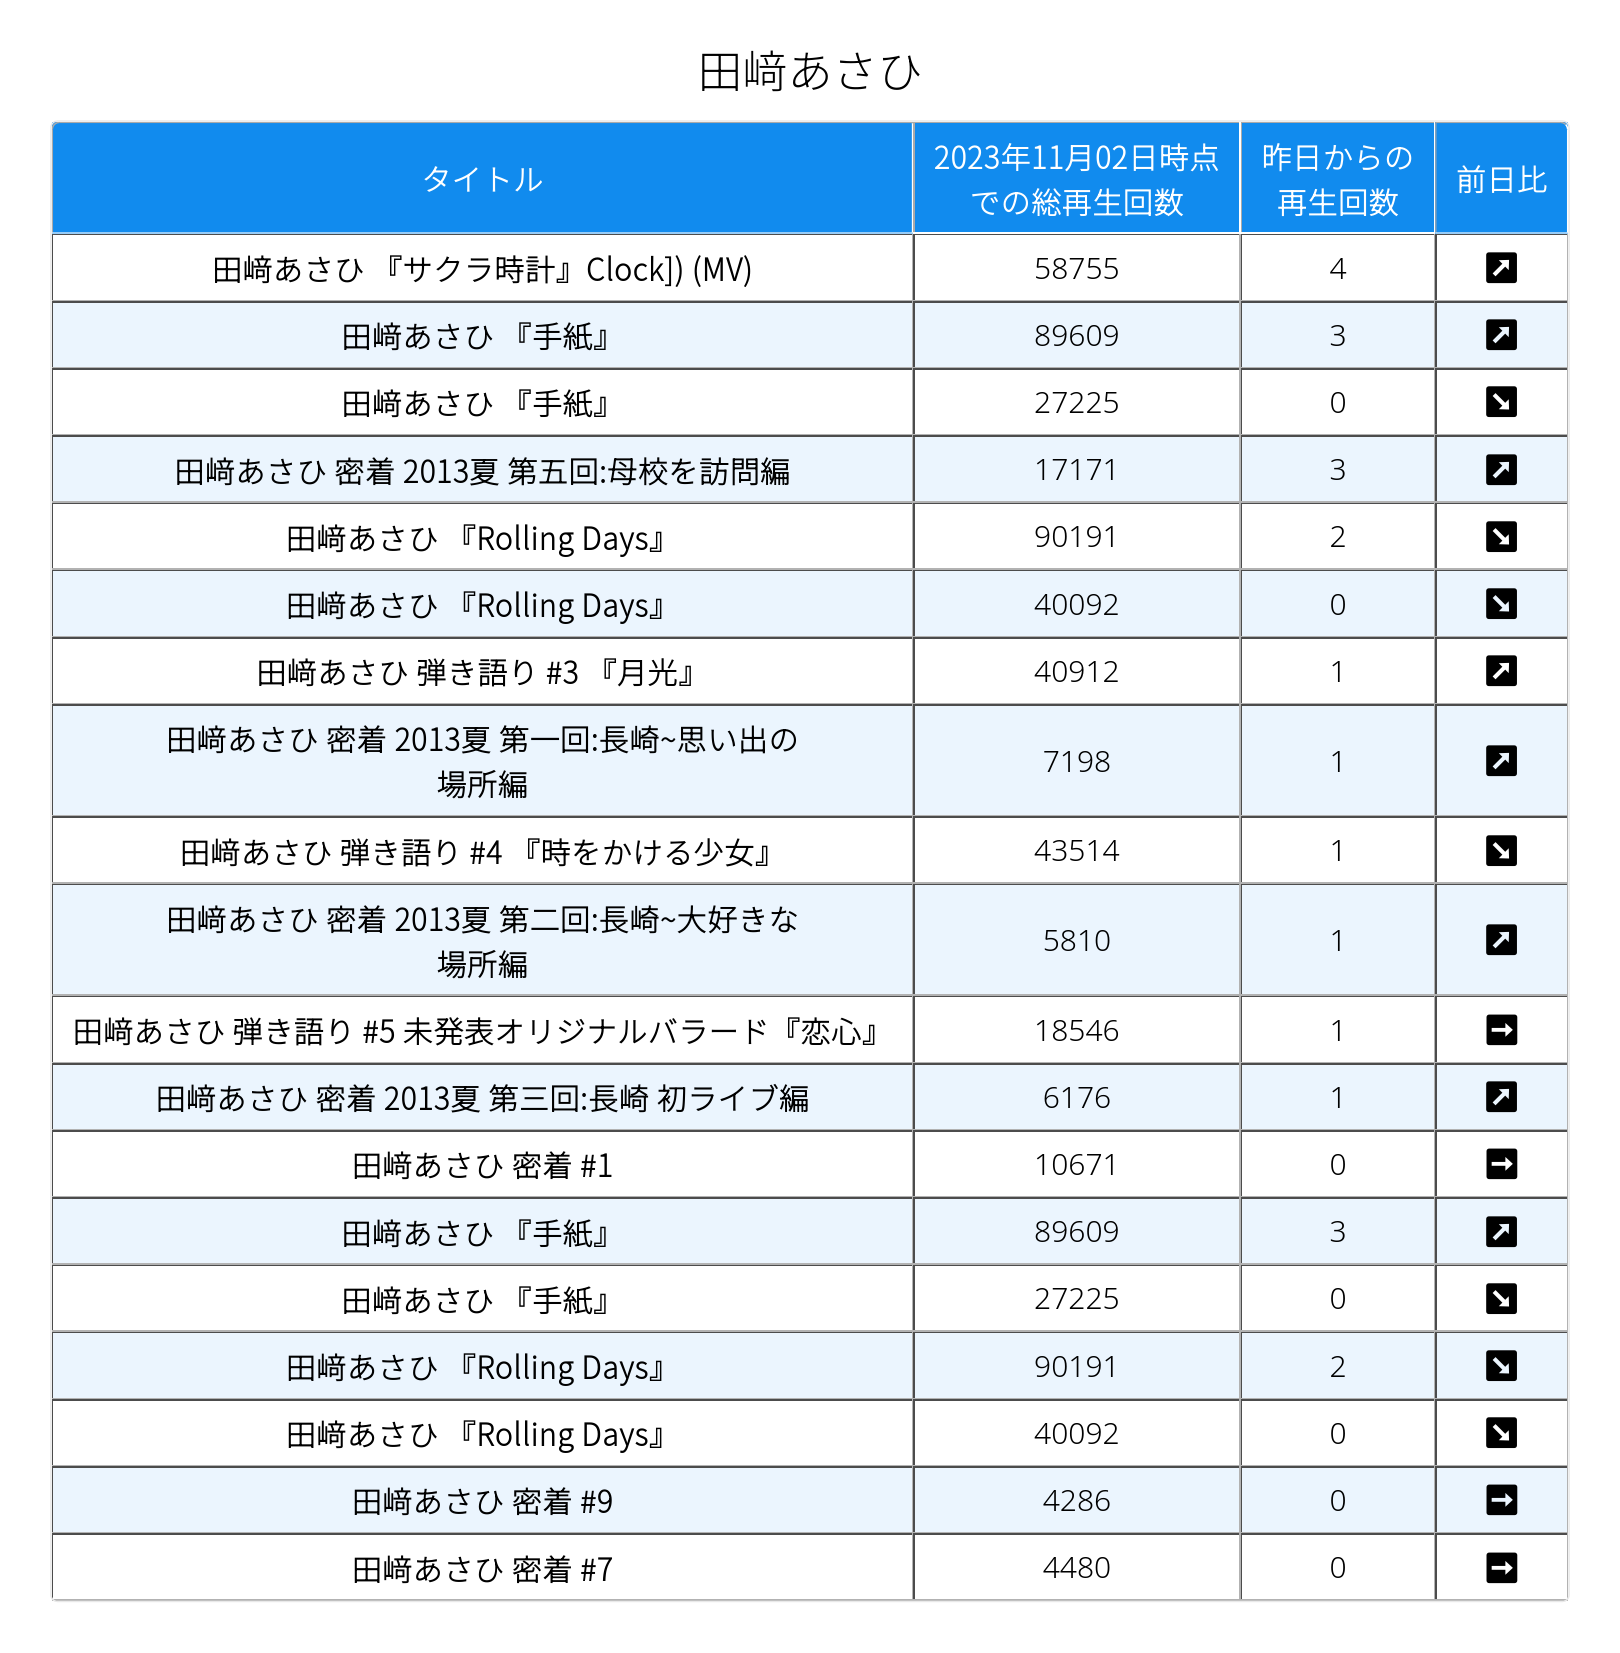 田﨑あさひ
タイトル
2023年11月02日時点
での総再生回数
昨日からの
再生回数
前日比
田﨑あさひ 『サクラ時計』Clock]) (MV) 58755 4
田﨑あさひ 『手紙』 89609 3
田﨑あさひ 『手紙』 27225 0
田﨑あさひ 密着 2013夏 第五回:母校を訪問編 17171 3
田﨑あさひ 『Rolling Days』 90191 2
田﨑あさひ 『Rolling Days』 40092 0
田﨑あさひ 弾き語り #3 『月光』 40912 1
田﨑あさひ 密着 2013夏 第一回:長崎~思い出の
場所編 7198 1
田﨑あさひ 弾き語り #4 『時をかける少女』 43514 1
田﨑あさひ 密着 2013夏 第二回:長崎~大好きな
場所編 5810 1
田﨑あさひ 弾き語り #5 未発表オリジナルバラード『恋心』 18546 1
田﨑あさひ 密着 2013夏 第三回:長崎 初ライブ編 6176 1
田﨑あさひ 密着 #1 10671 0
田﨑あさひ 『手紙』 89609 3
田﨑あさひ 『手紙』 27225 0
田﨑あさひ 『Rolling Days』 90191 2
田﨑あさひ 『Rolling Days』 40092 0
田﨑あさひ 密着 #9 4286 0
田﨑あさひ 密着 #7 4480 0